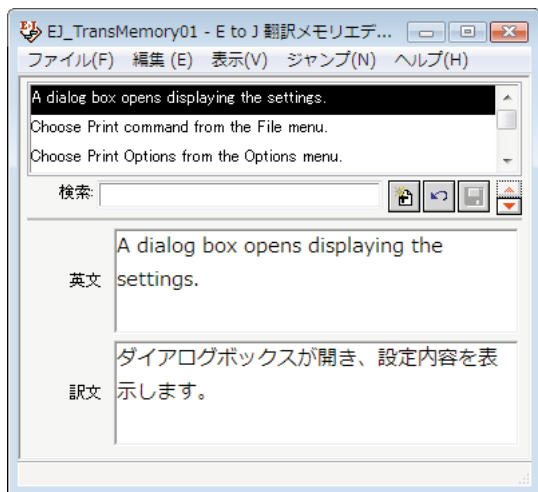 EJ_TransMemory01 - E to J 翻訳メモリエデ...
ファイル(F) 編集 (E) 表示(V) ジャンプ(N) ヘルプ(H)
A dialog box opens displaying the settings.
Choose Print command from the File menu.
Choose Print Options from the Options menu.
検索:
英文
A dialog box opens displaying the
settings.
訳文
ダイアログボックスが開き、設定内容を表
示します。